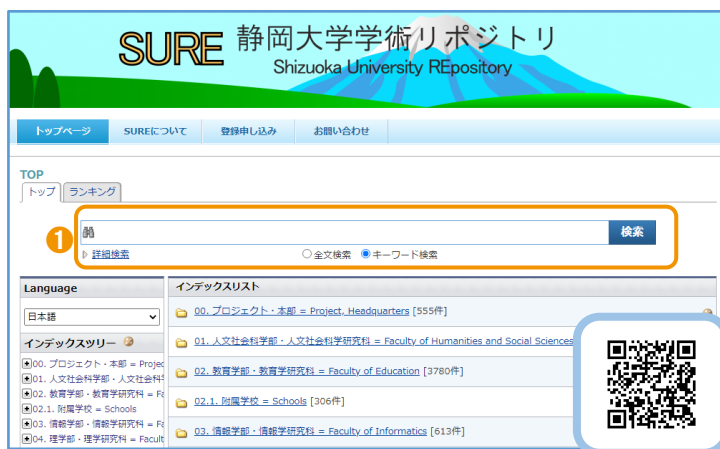 SURE 静岡大学学術リポジトリ
Shizuoka University REpository
トップページ SUREについて 登録申し込み お問い合わせ
TOP
トップ ランキング
1
検索
詳細検索 全文検索 キーワード検索
Language
日本語
インデックスツリー
00. プロジェクト・本部 = Projec
01. 人文社会科学部・人文社会科学
02. 教育学部・教育学研究科 = Fa
02.1. 附属学校 = Schools
03. 情報学部・情報学研究科 = Fa
04. 理学部・理学研究科 = Facult
インデックスリスト
00. プロジェクト・本部 = Project, Headquarters [555件]
01. 人文社会科学部・人文社会科学研究科 = Faculty of Humanities and Social Sciences
02. 教育学部・教育学研究科 = Faculty of Education [3780件]
02.1. 附属学校 = Schools [306件]
03. 情報学部・情報学研究科 = Faculty of Informatics [613件]